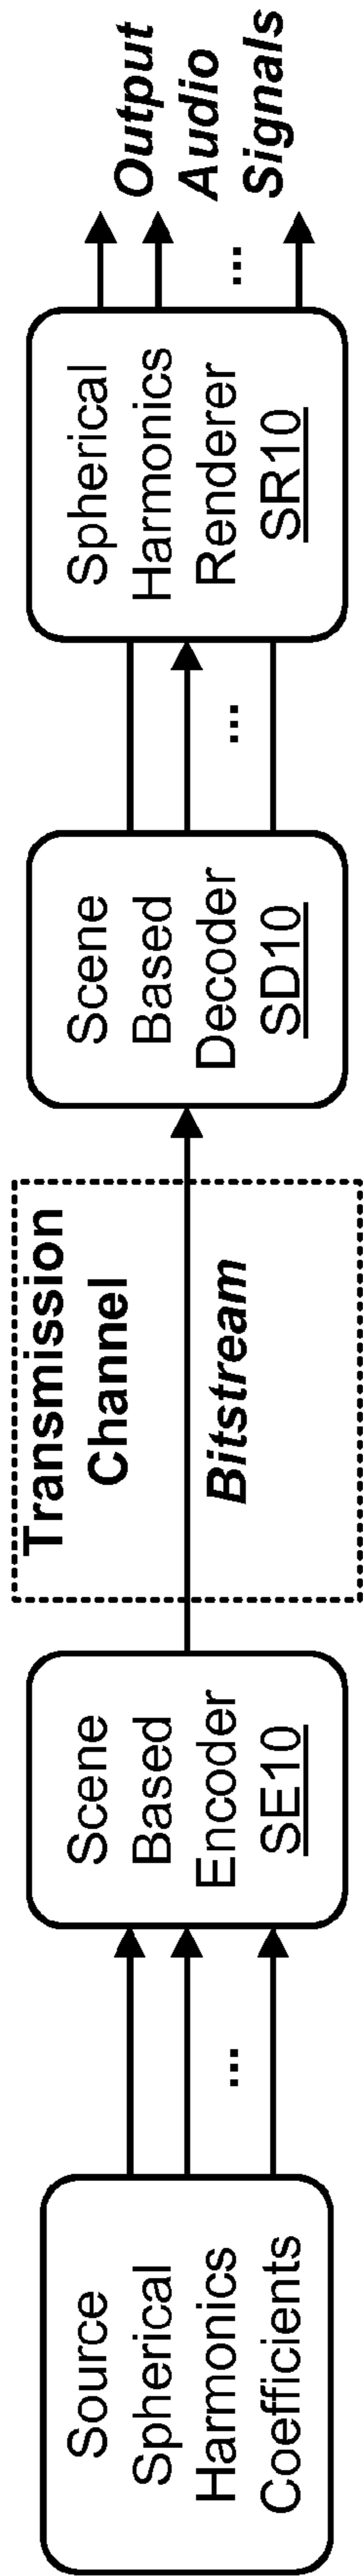 Source
Spherical
Harmonics
Coefficients
...
Scene
Based
Encoder
SE10
Transmission
Channel
Bitstream
Scene
Based
Decoder
SD10
...
Spherical
Harmonics
Renderer
SR10
Output
Audio
...
Signals